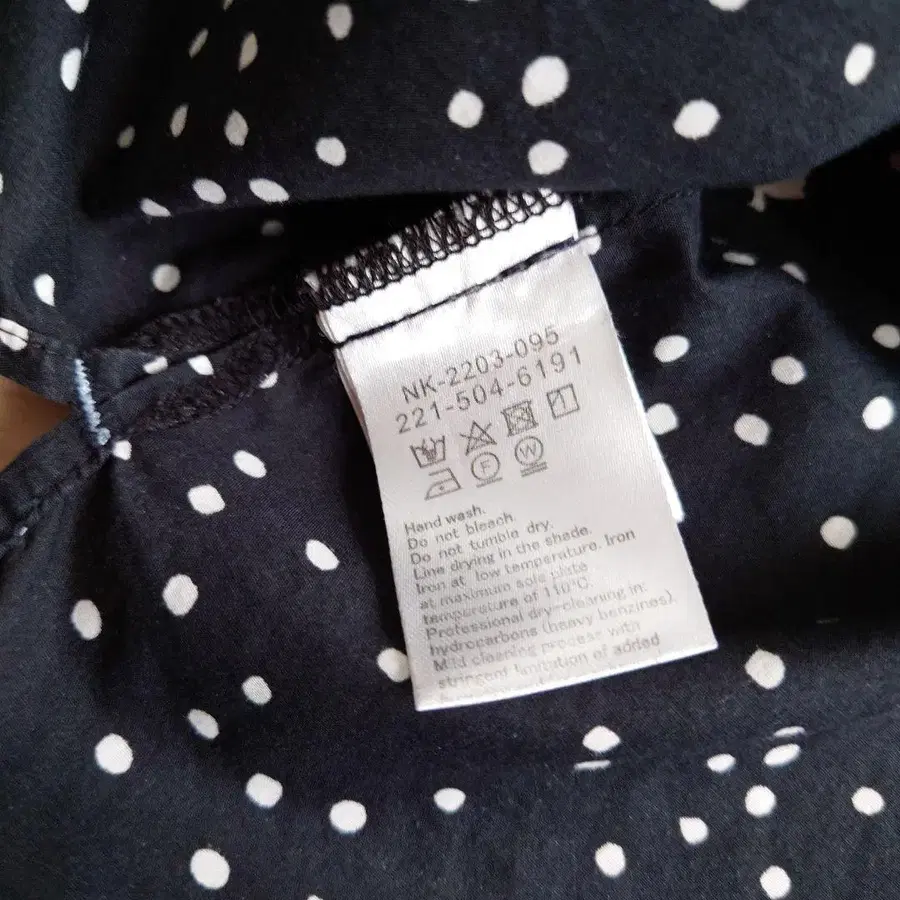 NK-2203-095
221-504-6191
F W
Hand wash.
Do not bleach.
Do not tumble dry.
Line drying in the shade.
Iron at low temperature. Iron
at maximum sole plate
temperature of 110°C.
Professional dry-cleaning in:
hydrocarbons (heavy benzines).
Mild cleaning process with
stringent limitation of added